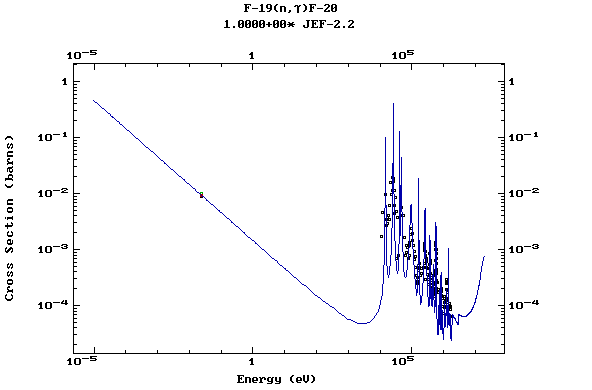 F-19(n,γ)F-20
1.0000+00* JEF-2.2
10⁻⁵ 1 10⁵
1 1
10⁻¹ 10⁻¹
10⁻² 10⁻²
10⁻³ 10⁻³
10⁻⁴ 10⁻⁴
Cross Section (barns)
10⁻⁵ 1 10⁵
Energy (eV)